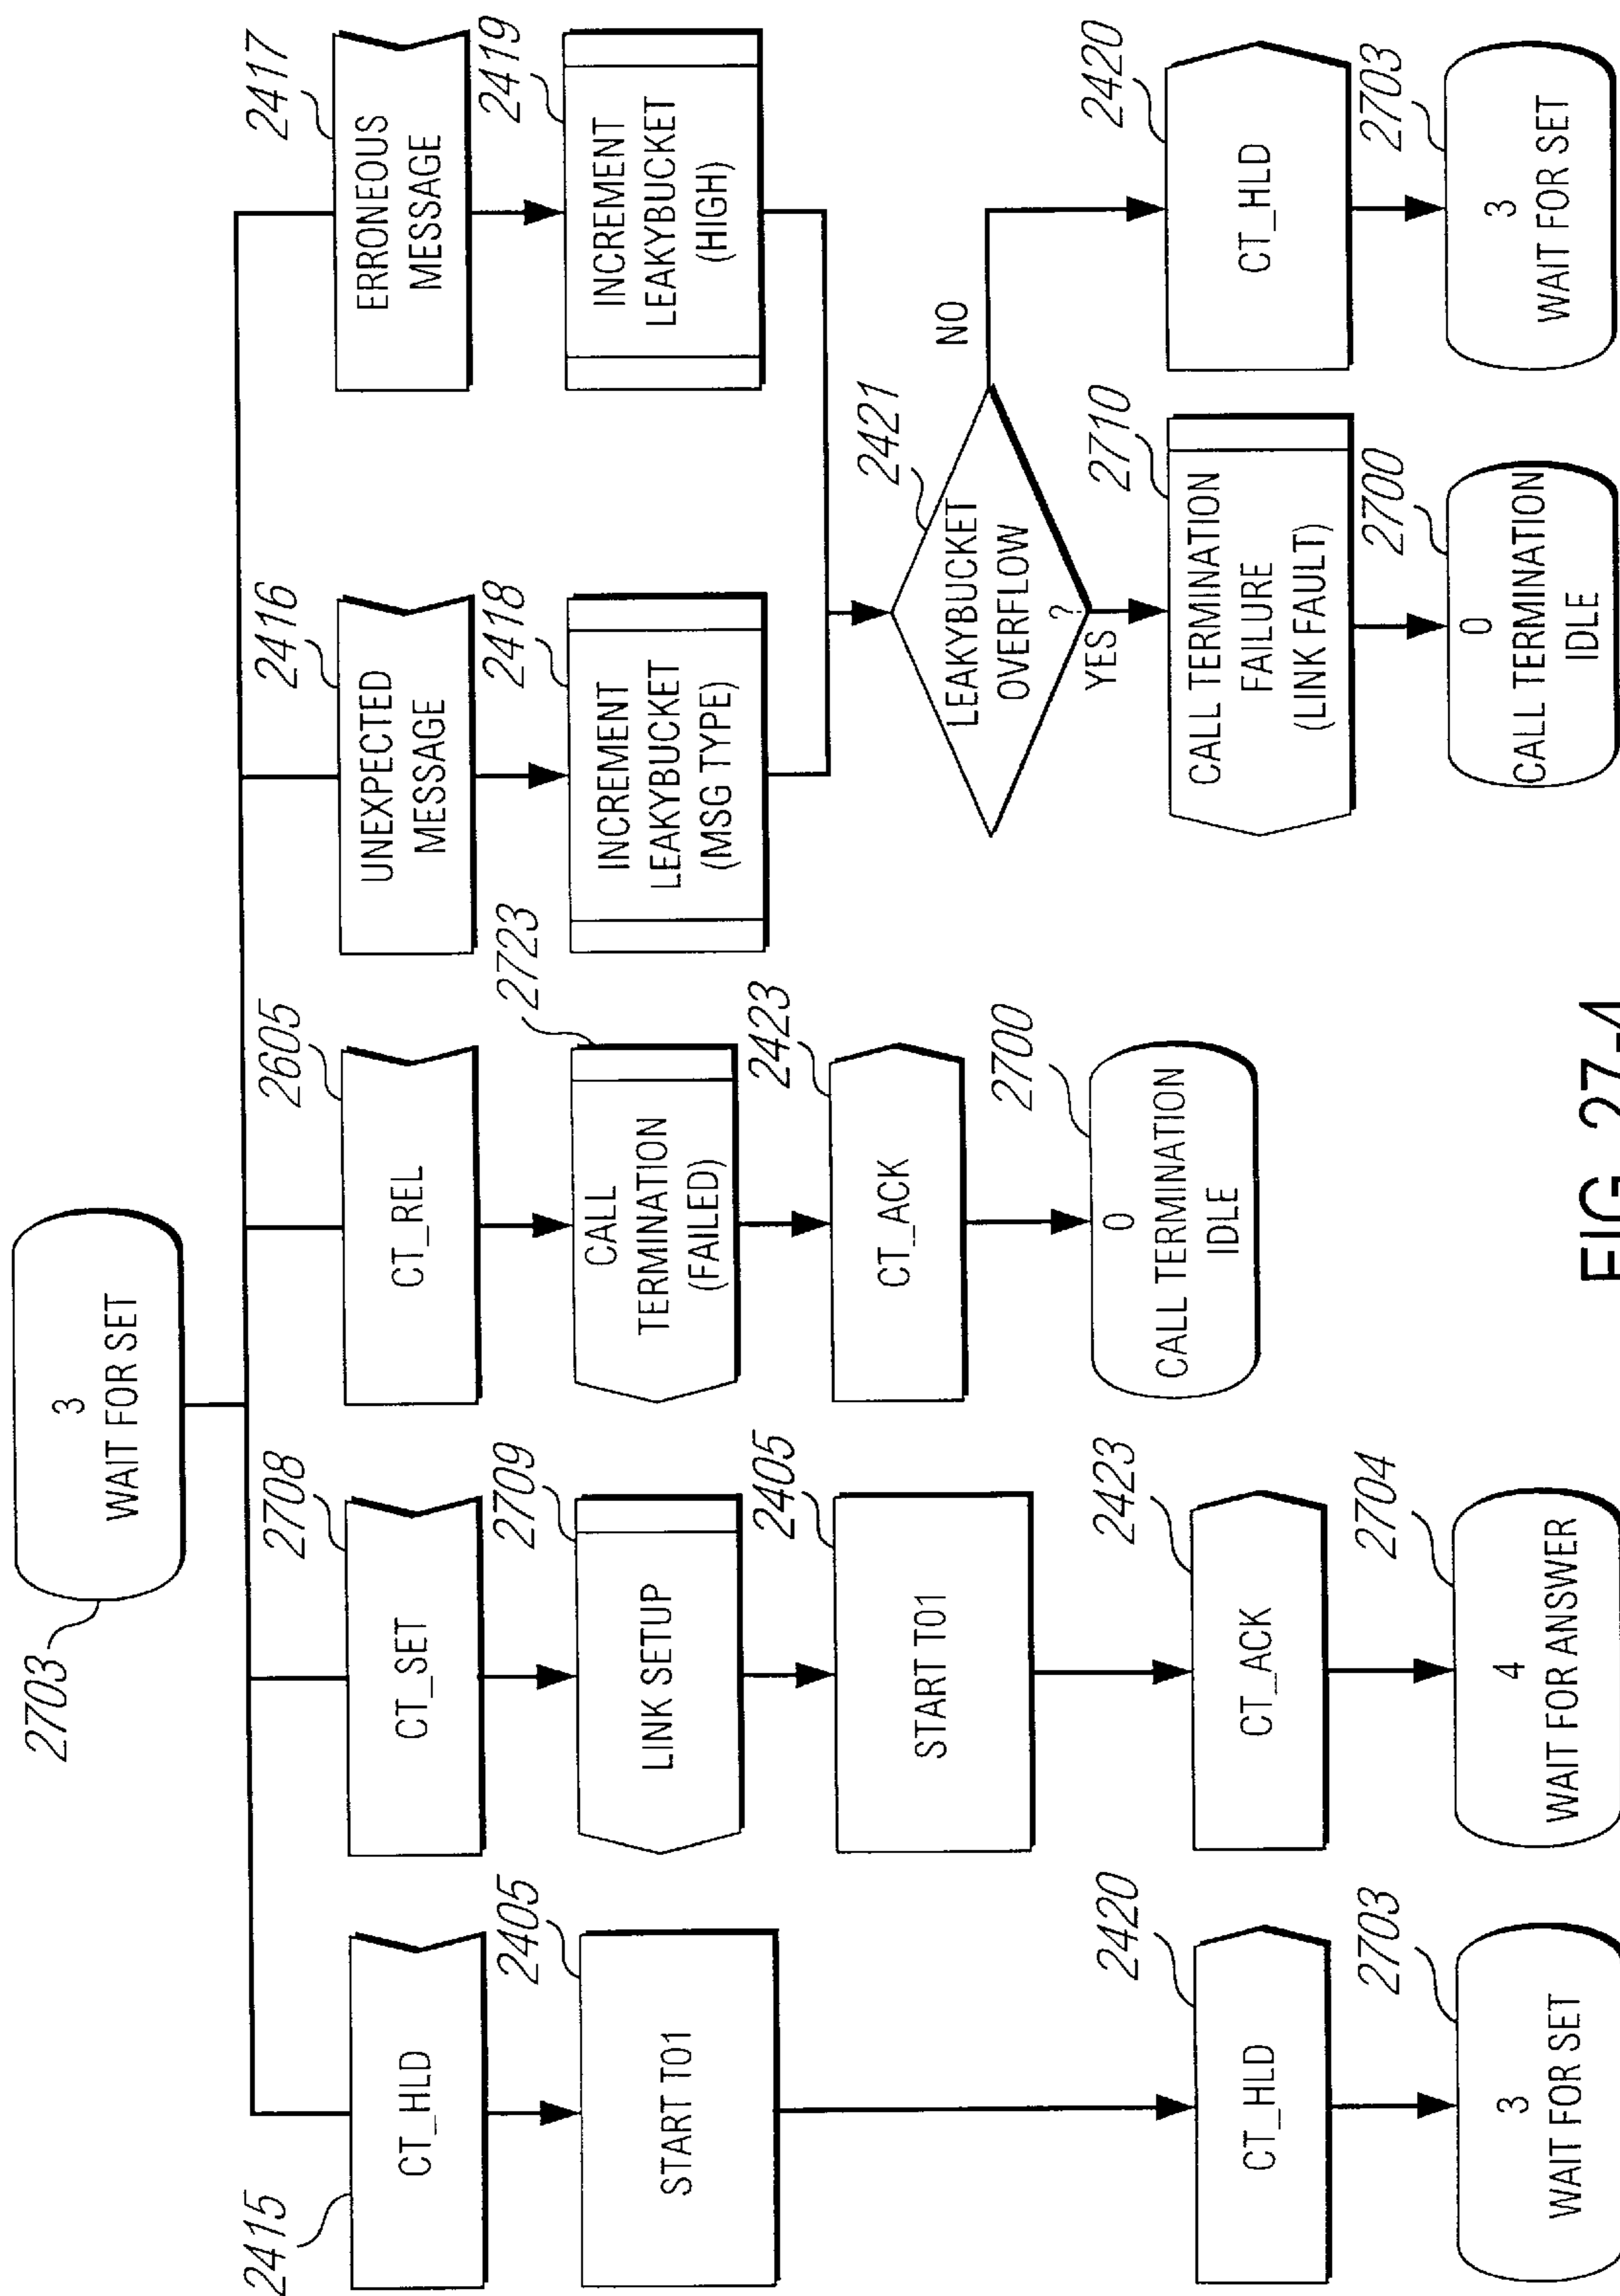 2703
3
WAIT FOR SET
2415
CT_HLD
2405
START T01
2420
CT_HLD
2703
3
WAIT FOR SET
2708
CT_SET
2709
LINK SETUP
2405
START T01
2423
CT_ACK
2704
4
WAIT FOR ANSWER
2605
CT_REL
2723
CALL
TERMINATION
(FAILED)
2423
CT_ACK
2700
0
CALL TERMINATION
IDLE
2416
UNEXPECTED
MESSAGE
2418
INCREMENT
LEAKYBUCKET
(MSG TYPE)
2417
ERRONEOUS
MESSAGE
2419
INCREMENT
LEAKYBUCKET
(HIGH)
2421
LEAKYBUCKET
OVERFLOW
?
YES
NO
2710
CALL TERMINATION
FAILURE
(LINK FAULT)
2700
0
CALL TERMINATION
IDLE
2420
CT_HLD
2703
3
WAIT FOR SET
FIG. 27-4